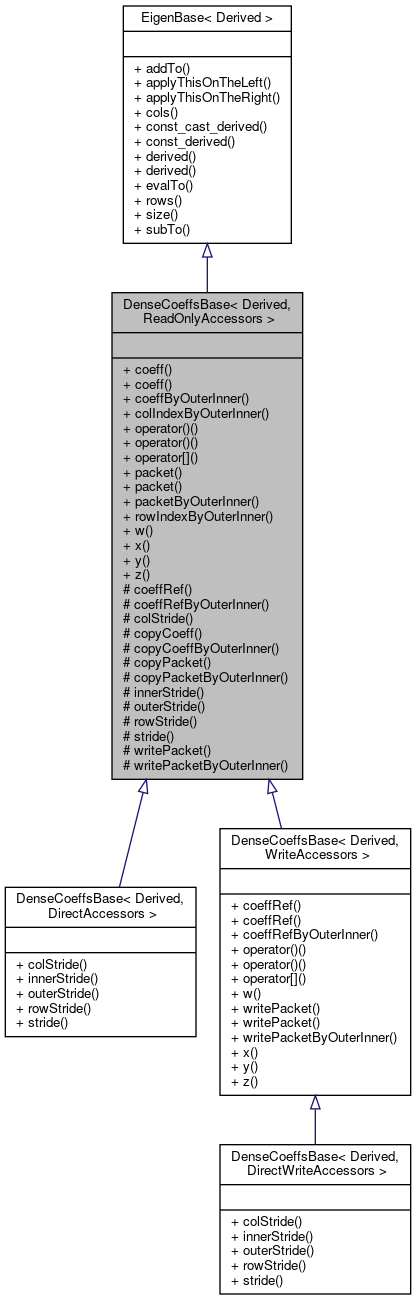 EigenBase< Derived >
+ addTo()
+ applyThisOnTheLeft()
+ applyThisOnTheRight()
+ cols()
+ const_cast_derived()
+ const_derived()
+ derived()
+ derived()
+ evalTo()
+ rows()
+ size()
+ subTo()
DenseCoeffsBase< Derived,
ReadOnlyAccessors >
+ coeff()
+ coeff()
+ coeffByOuterInner()
+ colIndexByOuterInner()
+ operator()()
+ operator()()
+ operator[]()
+ packet()
+ packet()
+ packetByOuterInner()
+ rowIndexByOuterInner()
+ w()
+ x()
+ y()
+ z()
# coeffRef()
# coeffRefByOuterInner()
# colStride()
# copyCoeff()
# copyCoeffByOuterInner()
# copyPacket()
# copyPacketByOuterInner()
# innerStride()
# outerStride()
# rowStride()
# stride()
# writePacket()
# writePacketByOuterInner()
DenseCoeffsBase< Derived,
DirectAccessors >
+ colStride()
+ innerStride()
+ outerStride()
+ rowStride()
+ stride()
DenseCoeffsBase< Derived,
WriteAccessors >
+ coeffRef()
+ coeffRef()
+ coeffRefByOuterInner()
+ operator()()
+ operator()()
+ operator[]()
+ w()
+ writePacket()
+ writePacket()
+ writePacketByOuterInner()
+ x()
+ y()
+ z()
DenseCoeffsBase< Derived,
DirectWriteAccessors >
+ colStride()
+ innerStride()
+ outerStride()
+ rowStride()
+ stride()